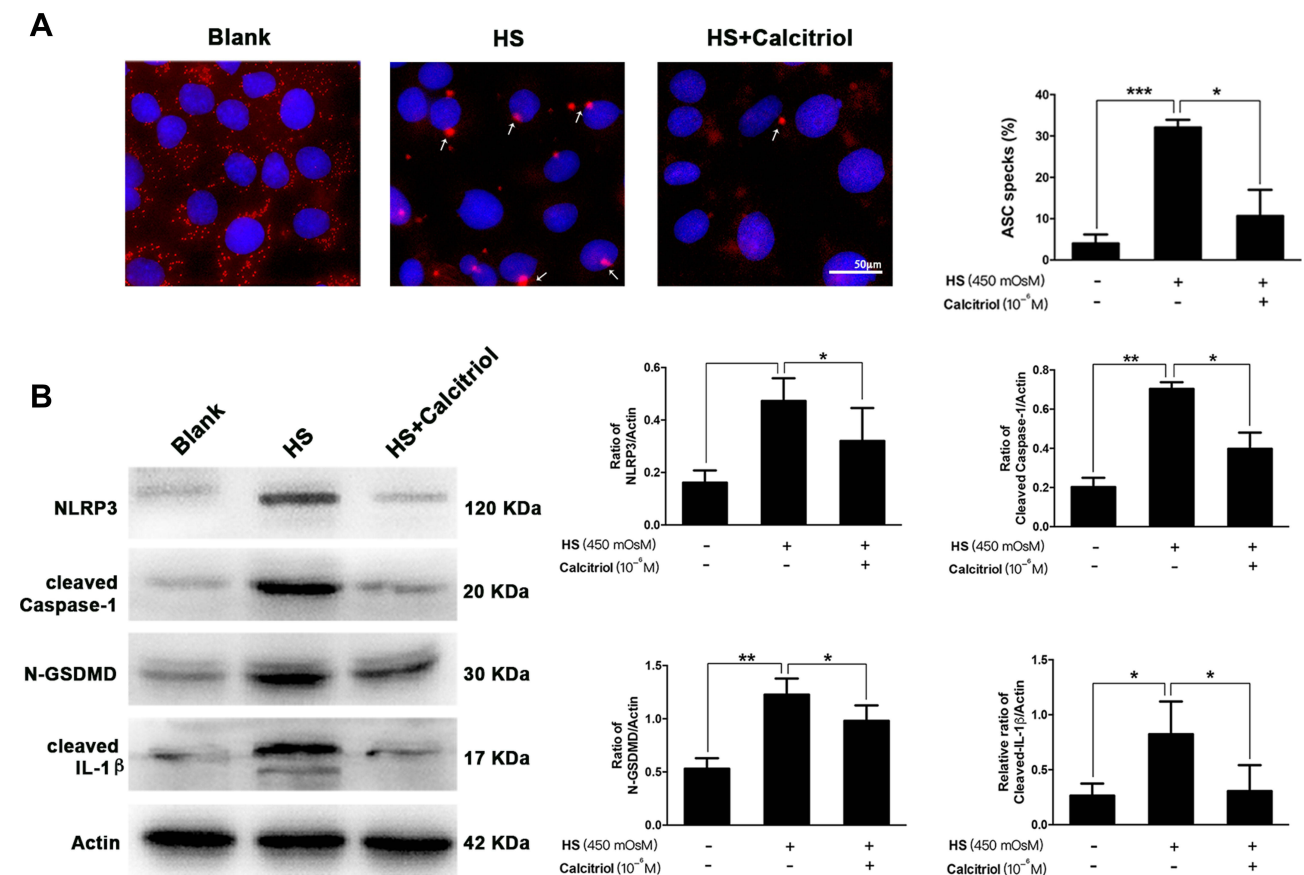 A
Blank
HS
HS+Calcitriol
50μm
ASC specks (%)
40
30
20
10
0
***
*
HS (450 mOsM) - + +
Calcitriol (10⁻⁶M) - - +
B
Blank
HS
HS+Calcitriol
NLRP3
120 KDa
cleaved
Caspase-1
20 KDa
N-GSDMD
30 KDa
cleaved
IL-1β
17 KDa
Actin
42 KDa
Ratio of
NLRP3/Actin
0.6
0.4
0.2
0.0
*
HS (450 mOsM) - + +
Calcitriol (10⁻⁶M) - - +
Ratio of
Cleaved Caspase-1/Actin
0.8
0.6
0.4
0.2
0.0
**
*
HS (450 mOsM) - + +
Calcitriol (10⁻⁶M) - - +
Ratio of
N-GSDMD/Actin
1.5
1.0
0.5
0.0
**
*
HS (450 mOsM) - + +
Calcitriol (10⁻⁶M) - - +
Relative ratio of
Cleaved-IL-1β/Actin
1.5
1.0
0.5
0.0
*
*
HS (450 mOsM) - + +
Calcitriol (10⁻⁶M) - - +